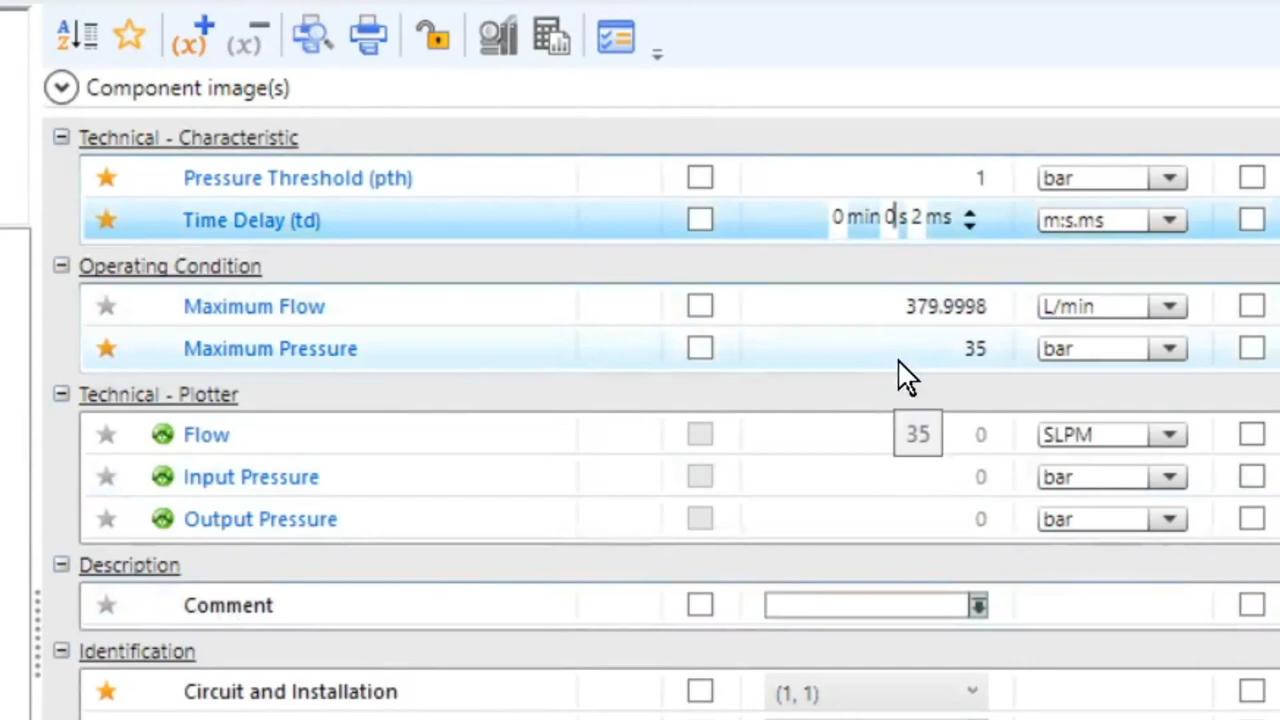 Component image(s)
Technical - Characteristic
Pressure Threshold (pth) 1 bar
Time Delay (td) 0 min 0 s 2 ms m:s.ms
Operating Condition
Maximum Flow 379.9998 L/min
Maximum Pressure 35 bar
Technical - Plotter
Flow 35 0 SLPM
Input Pressure 0 bar
Output Pressure 0 bar
Description
Comment
Identification
Circuit and Installation (1, 1)